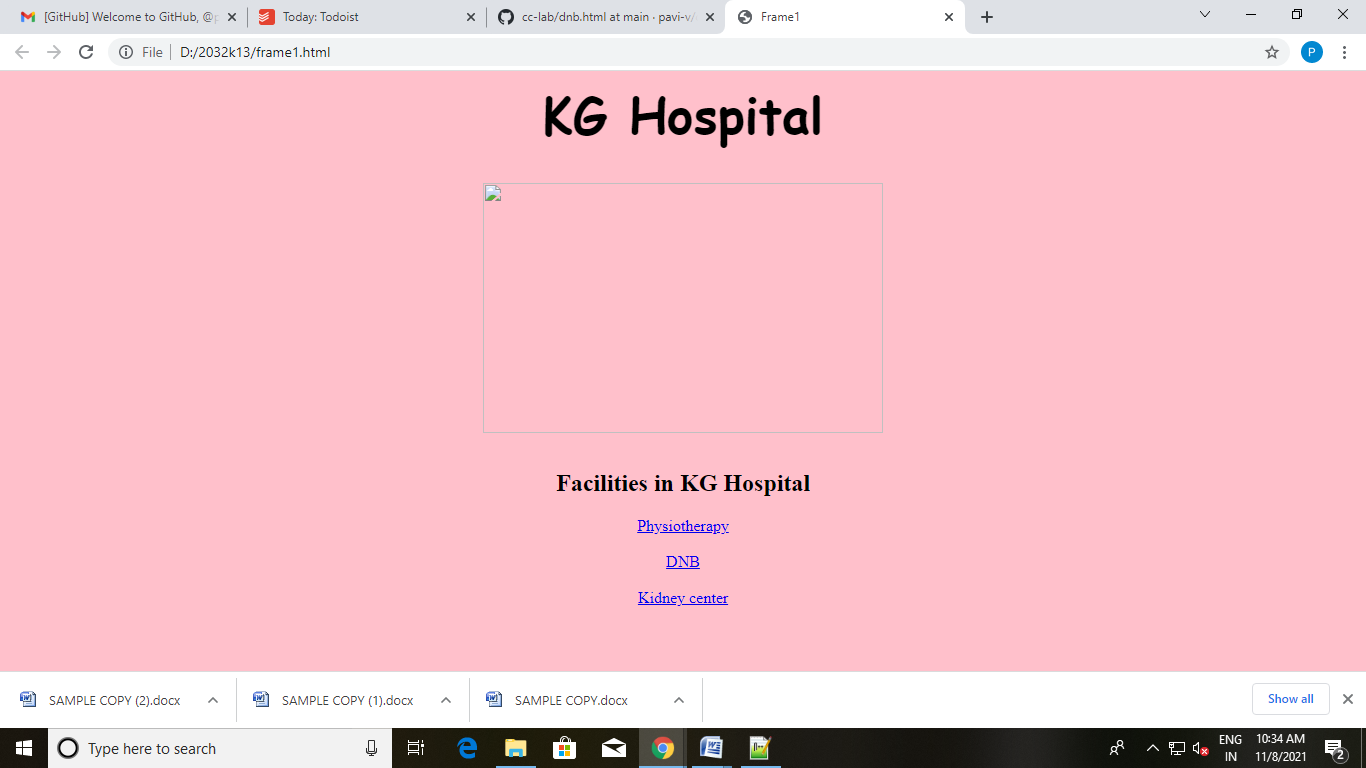 [GitHub] Welcome to GitHub, @p
Today: Todoist
cc-lab/dnb.html at main · pavi-v/
Frame1
File
D:/2032k13/frame1.html
P
KG Hospital
Facilities in KG Hospital
Physiotherapy
DNB
Kidney center
SAMPLE COPY (2).docx
SAMPLE COPY (1).docx
SAMPLE COPY.docx
Show all
Type here to search
ENG
IN
10:34 AM
11/8/2021
2